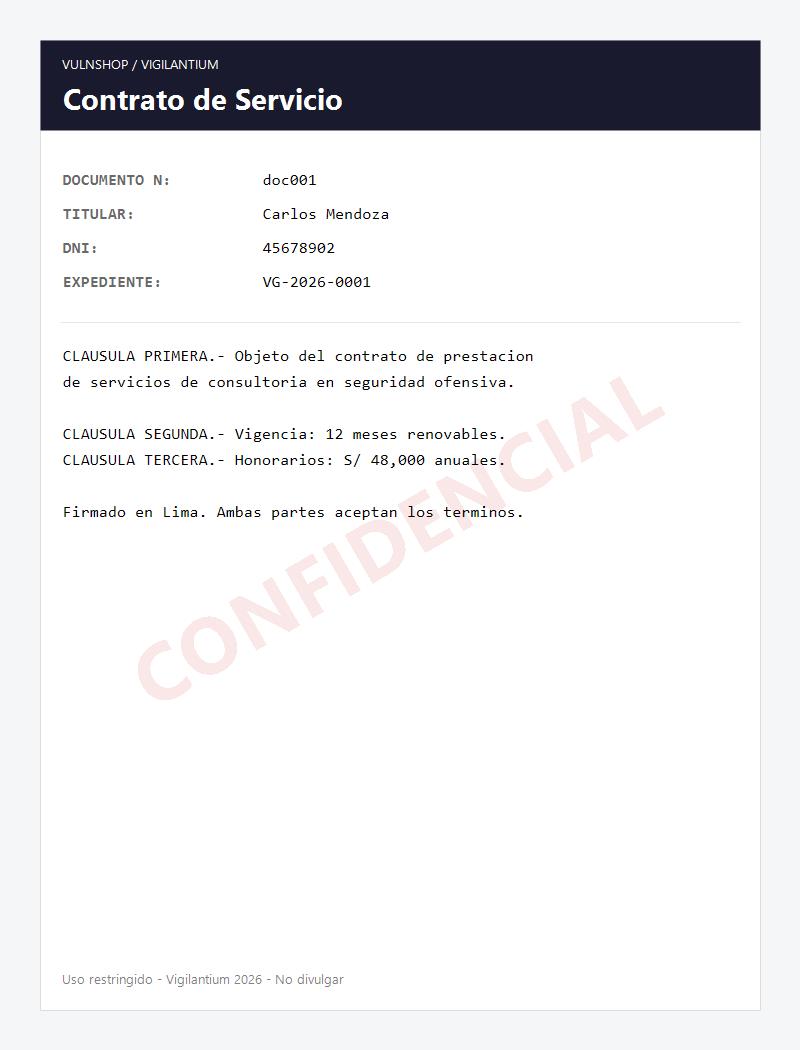 VULNSHOP / VIGILANTIUM
Contrato de Servicio
DOCUMENTO N: doc001
TITULAR: Carlos Mendoza
DNI: 45678902
EXPEDIENTE: VG-2026-0001
CLAUSULA PRIMERA.- Objeto del contrato de prestacion
de servicios de consultoria en seguridad ofensiva.
CLAUSULA SEGUNDA.- Vigencia: 12 meses renovables.
CLAUSULA TERCERA.- Honorarios: S/ 48,000 anuales.
Firmado en Lima. Ambas partes aceptan los terminos.
CONFIDENCIAL
Uso restringido - Vigilantium 2026 - No divulgar